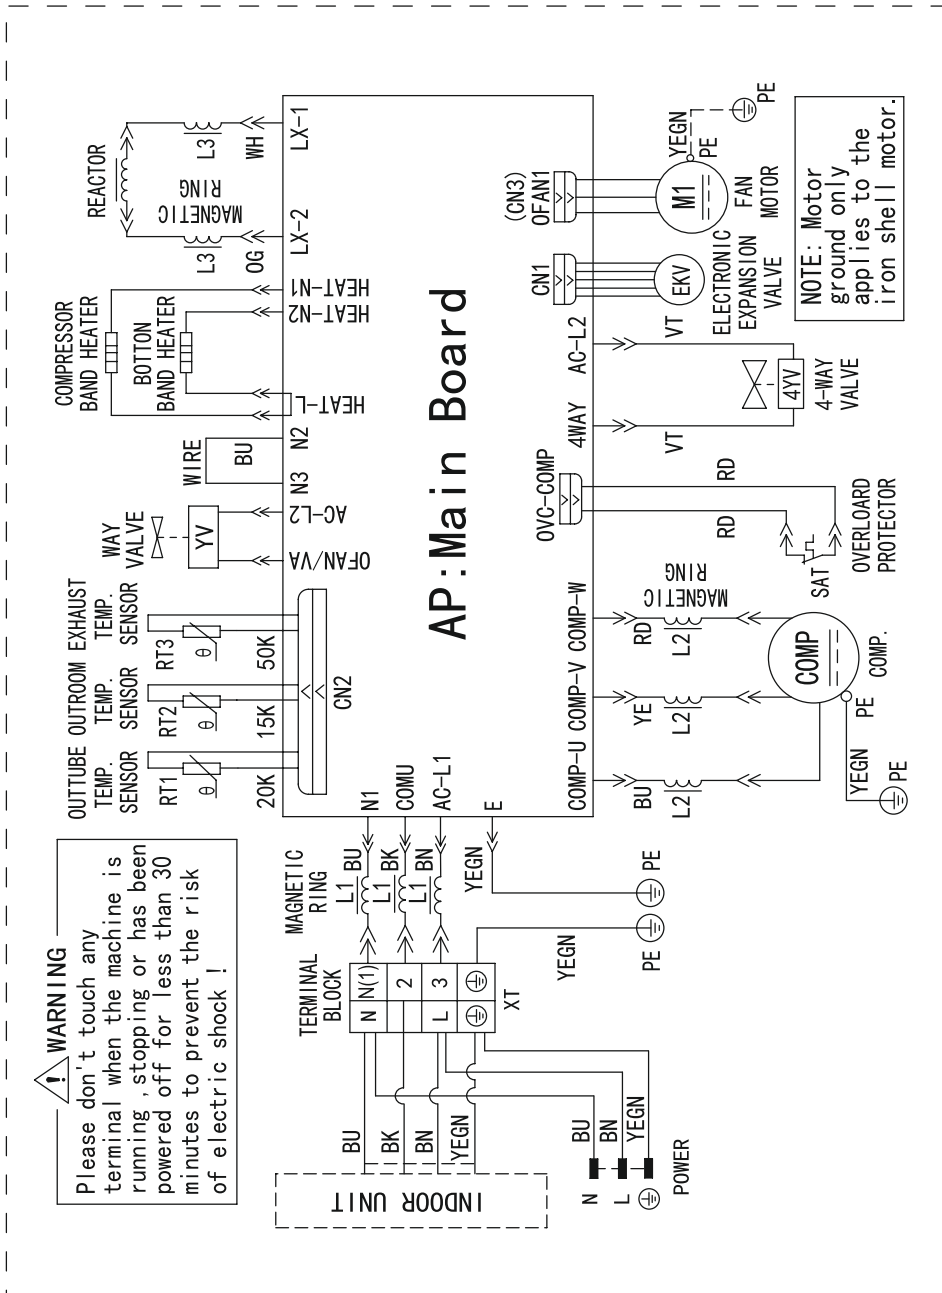 WARNING
Please don't touch any
terminal when the machine is
running ,stopping or has been
powered off for less than 30
minutes to prevent the risk
of electric shock !
OUTTUBE
TEMP.
SENSOR
OUTROOM
TEMP.
SENSOR
EXHAUST
TEMP.
SENSOR
RT1
θ
20K
RT2
θ
15K
RT3
θ
50K
CN2
WAY
VALVE
YV
OFAN/VA
AC-L2
WIRE
BU
N3
N2
COMPRESSOR
BAND HEATER
BOTTON
BAND HEATER
HEAT-L
HEAT-N2
HEAT-N1
REACTOR
MAGNETIC
RING
L3
L3
OG
WH
LX-2
LX-1
AP:Main Board
N1
COMU
AC-L1
E
MAGNETIC
RING
L1
BU
L1
BK
L1
BN
YEGN
PE
TERMINAL
BLOCK
N
N(1)
2
L
3
XT
YEGN
PE
INDOOR UNIT
BU
BK
BN
YEGN
N
BU
L
BN
YEGN
POWER
COMP-U
COMP-V
COMP-W
BU
L2
YE
L2
RD
L2
MAGNETIC
RING
COMP
COMP.
PE
YEGN
PE
OVC-COMP
RD
RD
SAT
OVERLOARD
PROTECTOR
4WAY
AC-L2
VT
VT
4YV
4-WAY
VALVE
CN1
EKV
ELECTRONIC
EXPANSION
VALVE
(CN3)
OFAN1
M1
FAN
MOTOR
PE
YEGN
PE
NOTE: Motor
ground only
applies to the
iron shell motor.